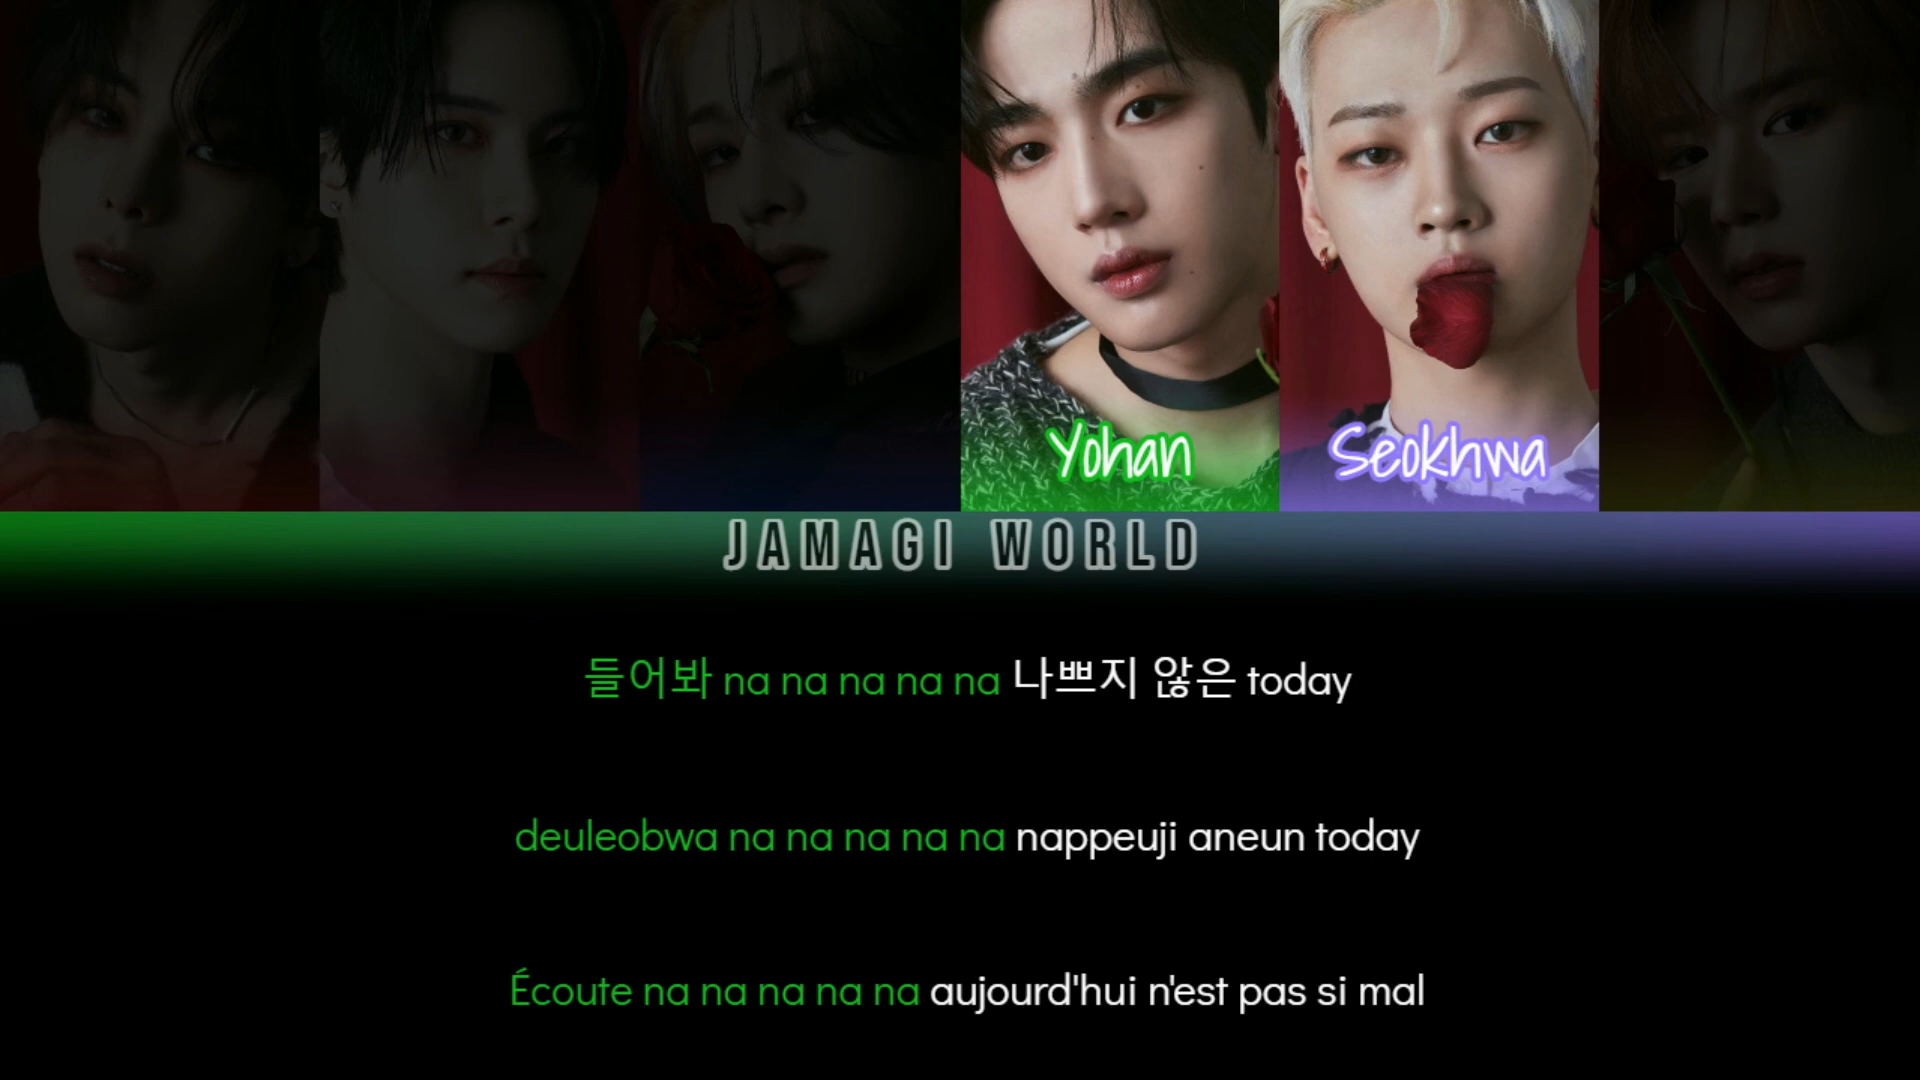 Yohan
Seokhwa
JAMAGI WORLD
들어봐 na na na na na 나쁘지 않은 today
deuleobwa na na na na na nappeuji aneun today
Écoute na na na na na aujourd'hui n'est pas si mal